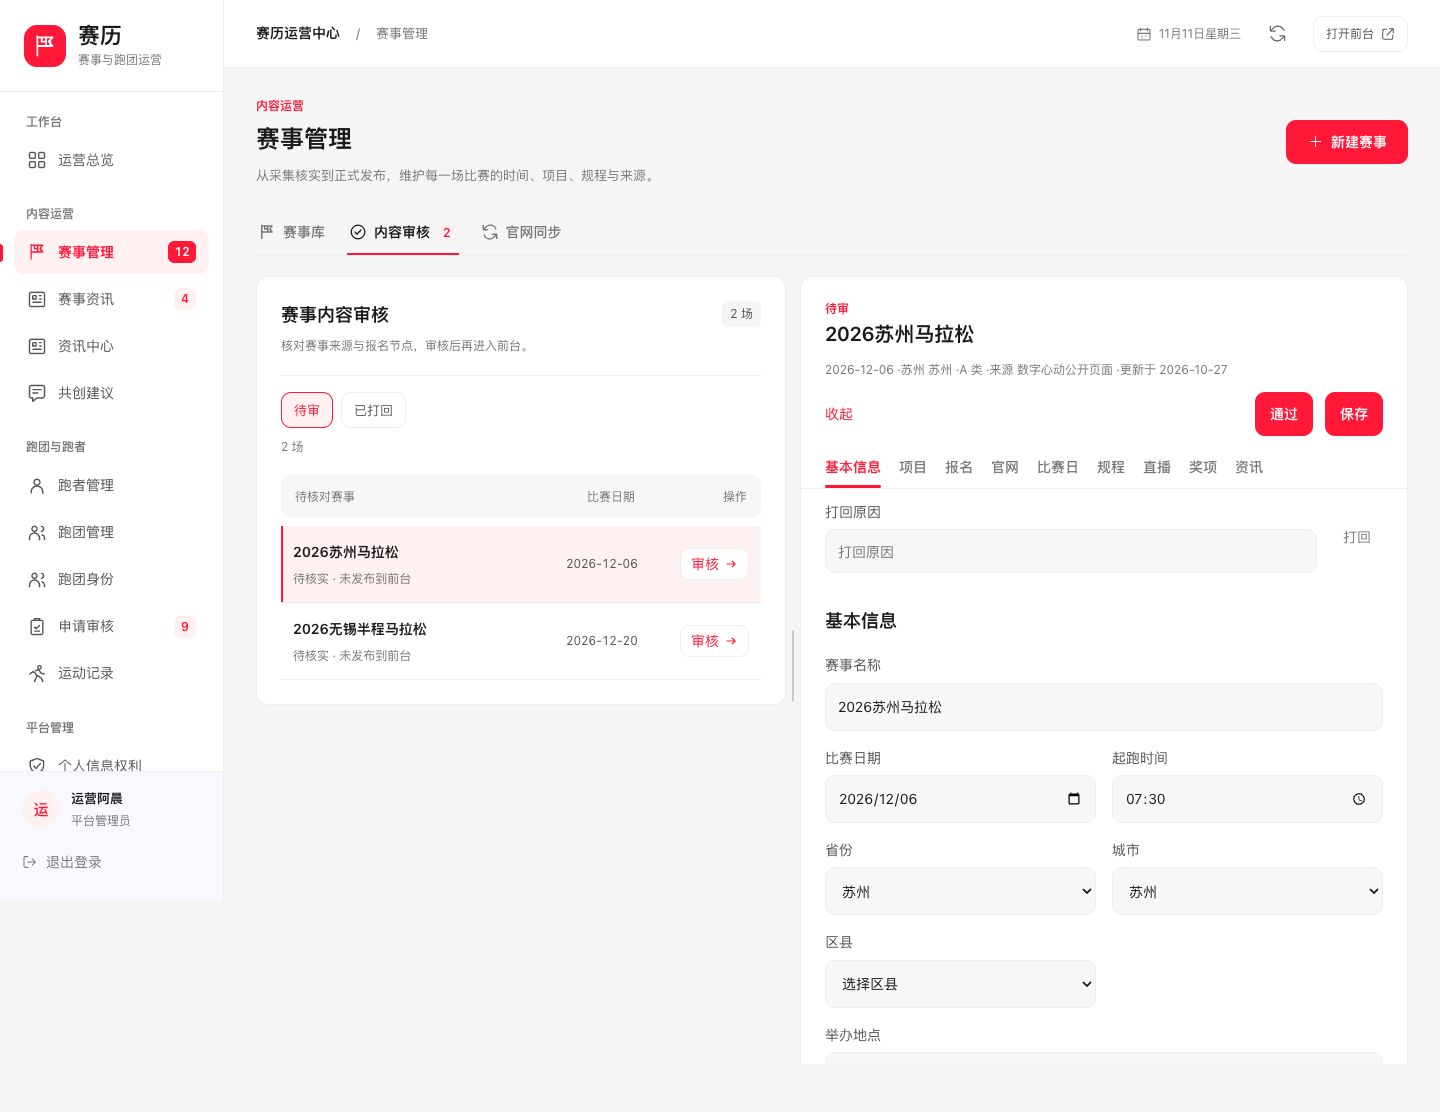 赛历
赛事与跑团运营
工作台
运营总览
内容运营
赛事管理 12
赛事资讯 4
资讯中心
共创建议
跑团与跑者
跑者管理
跑团管理
跑团身份
申请审核 9
运动记录
平台管理
个人信息权利
运 运营阿晨
平台管理员
退出登录
赛历运营中心 / 赛事管理
11月11日星期三
打开前台
内容运营
赛事管理
从采集核实到正式发布，维护每一场比赛的时间、项目、规程与来源。
新建赛事
赛事库 内容审核 2 官网同步
赛事内容审核 2 场
核对赛事来源与报名节点，审核后再进入前台。
待审 已打回
2 场
待核对赛事 比赛日期 操作
2026苏州马拉松
待核实 · 未发布到前台
2026-12-06
审核
2026无锡半程马拉松
待核实 · 未发布到前台
2026-12-20
审核
待审
2026苏州马拉松
2026-12-06 ·苏州 苏州 ·A 类 ·来源 数字心动公开页面 ·更新于 2026-10-27
收起 通过 保存
基本信息 项目 报名 官网 比赛日 规程 直播 奖项 资讯
打回原因
打回原因
打回
基本信息
赛事名称
2026苏州马拉松
比赛日期 起跑时间
2026/12/06 07:30
省份 城市
苏州 苏州
区县
选择区县
举办地点